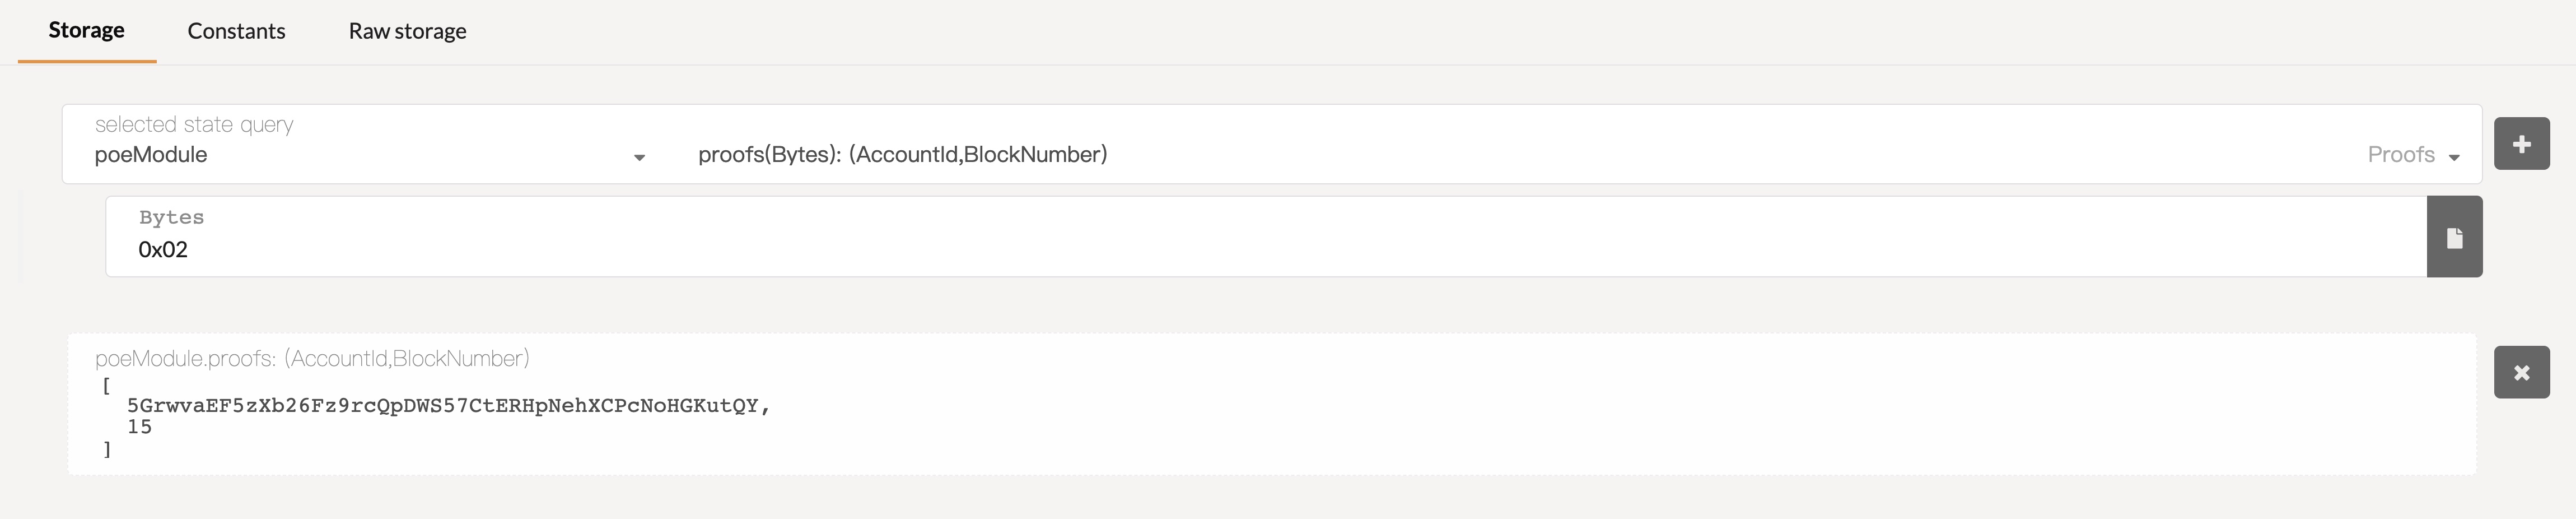 Storage Constants Raw storage
selected state query
poeModule proofs(Bytes): (AccountId,BlockNumber) Proofs
Bytes
0x02
poeModule.proofs: (AccountId,BlockNumber)
[
5GrwvaEF5zXb26Fz9rcQpDWS57CtERHpNehXCPcNoHGKutQY,
15
]